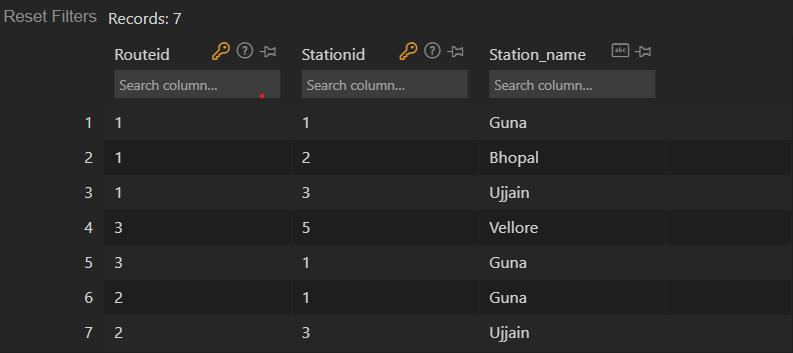 Reset Filters Records: 7
Routeid Stationid Station_name abc
Search column... Search column... Search column...
1 1 1 Guna
2 1 2 Bhopal
3 1 3 Ujjain
4 3 5 Vellore
5 3 1 Guna
6 2 1 Guna
7 2 3 Ujjain